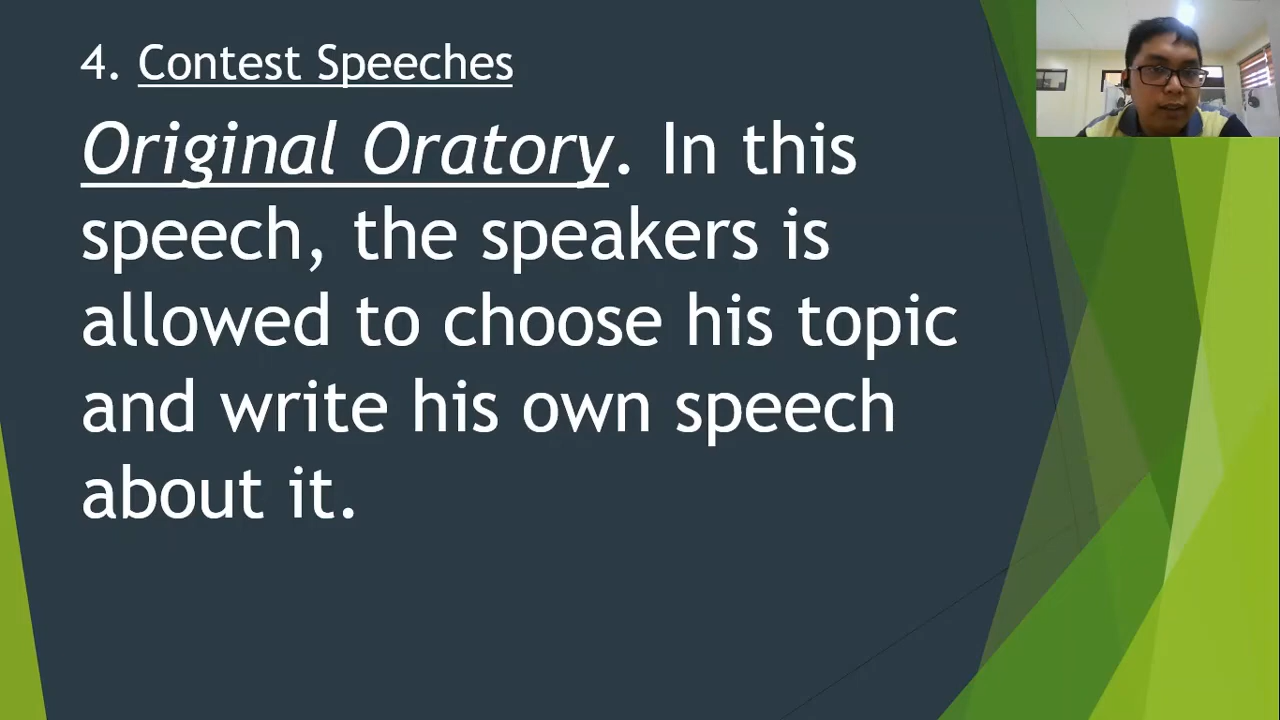 4. Contest Speeches
Original Oratory. In this
speech, the speakers is
allowed to choose his topic
and write his own speech
about it.